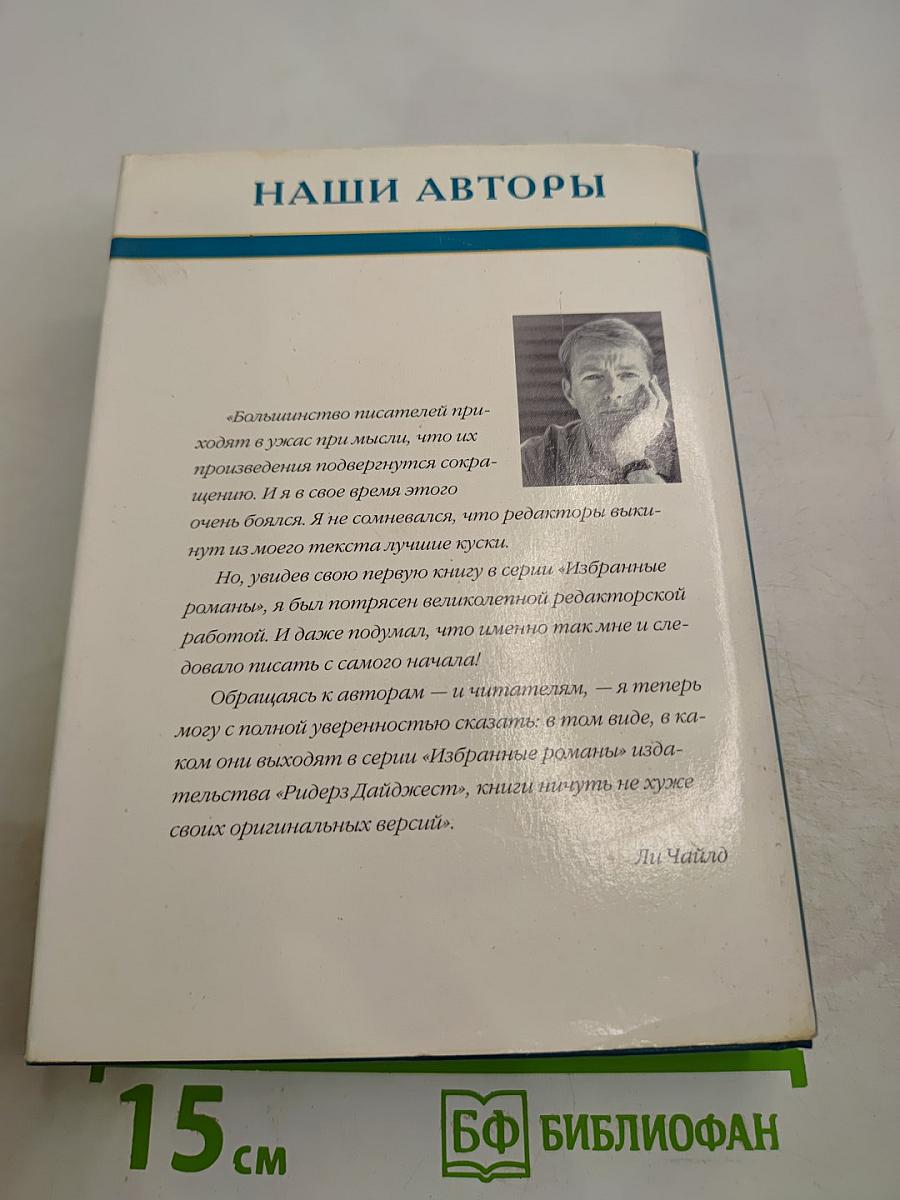 НАШИ АВТОРЫ
«Большинство писателей при-
ходят в ужас при мысли, что их
произведения подвергнутся сокра-
щению. И я в свое время этого
очень боялся. Я не сомневался, что редакторы выки-
нут из моего текста лучшие куски.
Но, увидев свою первую книгу в серии «Избранные
романы», я был потрясен великолепной редакторской
работой. И даже подумал, что именно так мне и сле-
довало писать с самого начала!
Обращаясь к авторам — и читателям, — я теперь
могу с полной уверенностью сказать: в том виде, в ка-
ком они выходят в серии «Избранные романы» изда-
тельства «Ридерз Дайджест», книги ничуть не хуже
своих оригинальных версий».
Ли Чайлд
15 см
БФ БИБЛИОФАН